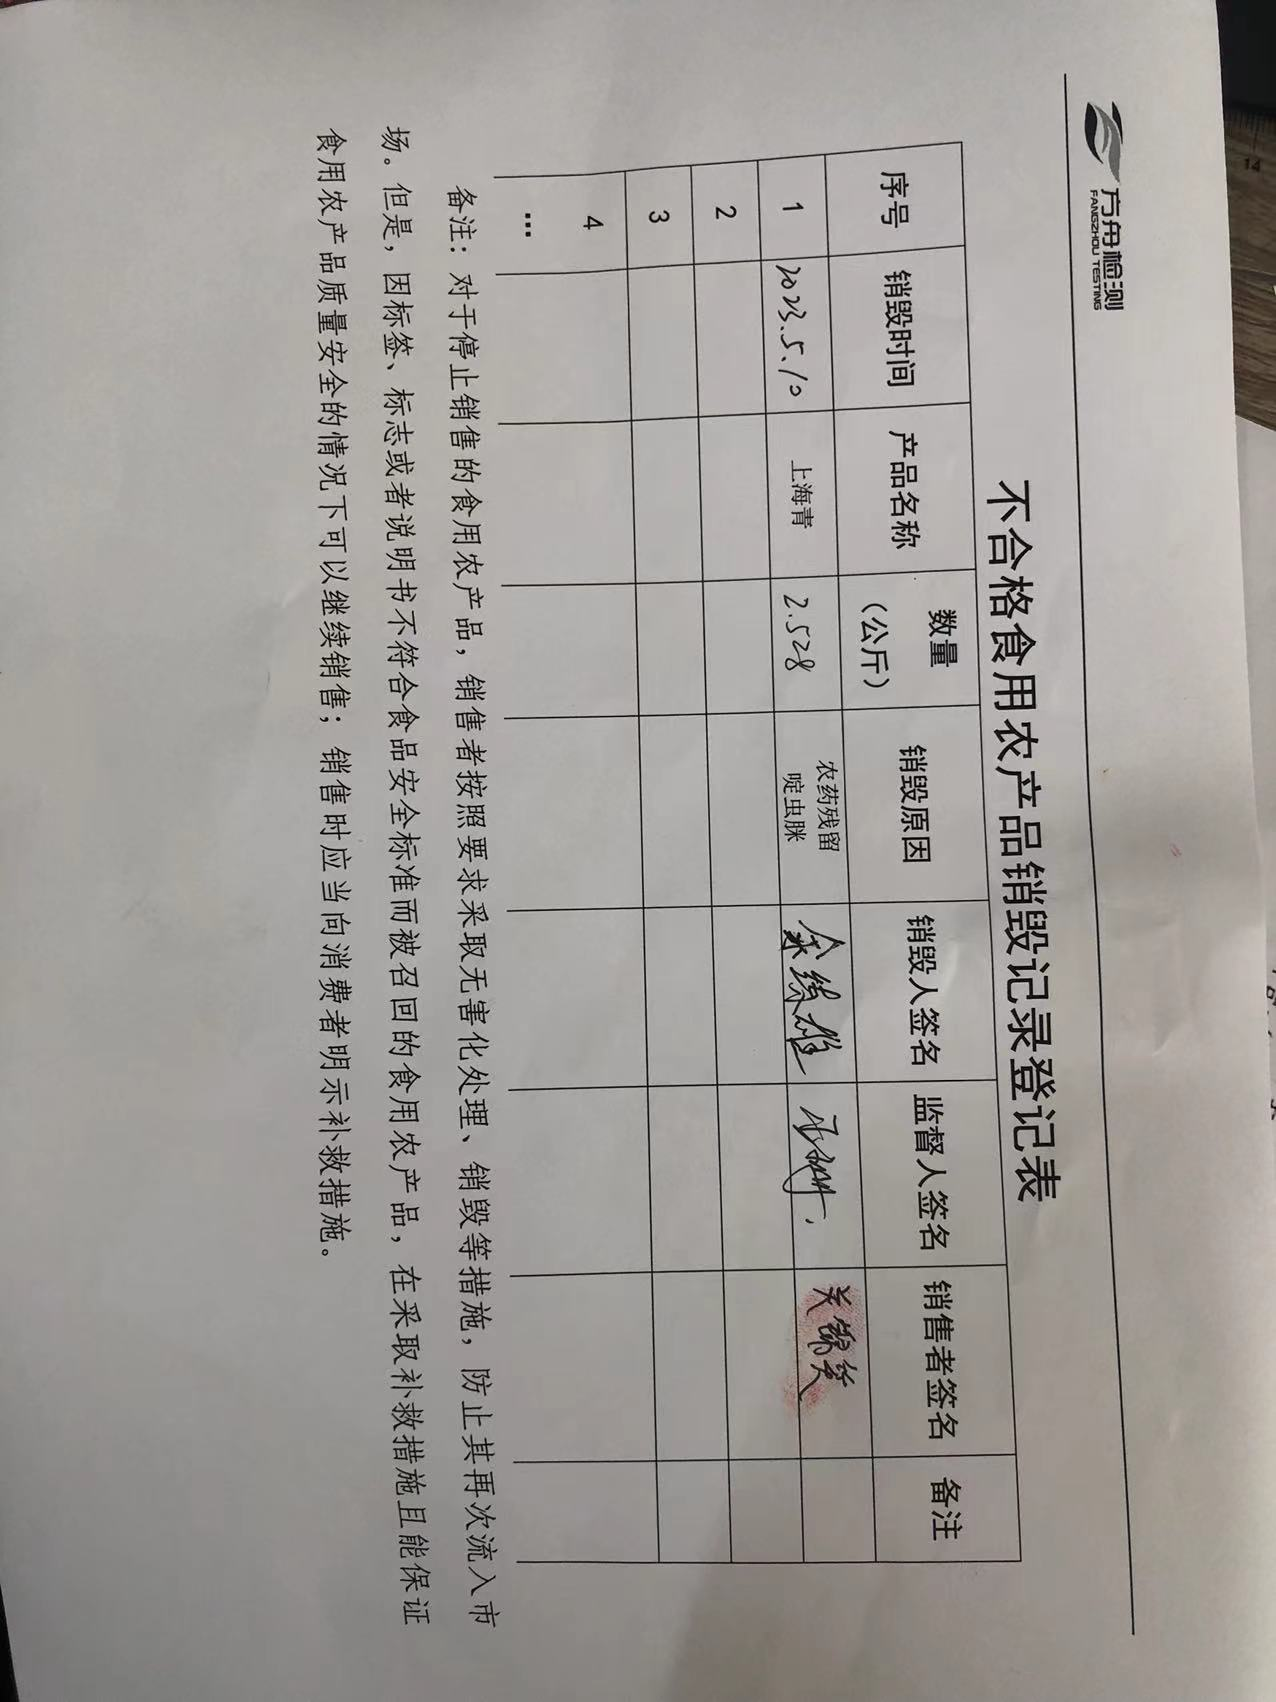 方舟检测
FANGZHOU TESTING
不合格食用农产品销毁记录登记表
序号 销毁时间 产品名称 数量（公斤） 销毁原因 销毁人签名 监督人签名 销售者签名 备注
1 2023.5.10 上海青 2.528 农药残留啶虫脒
2
3
4
…
备注：对于停止销售的食用农产品，销售者按照要求采取无害化处理、销毁等措施，防止其再次流入市
场。但是，因标签、标志或者说明书不符合食品安全标准而被召回的食用农产品，在采取补救措施且能保证
食用农产品质量安全的情况下可以继续销售；销售时应当向消费者明示补救措施。
14